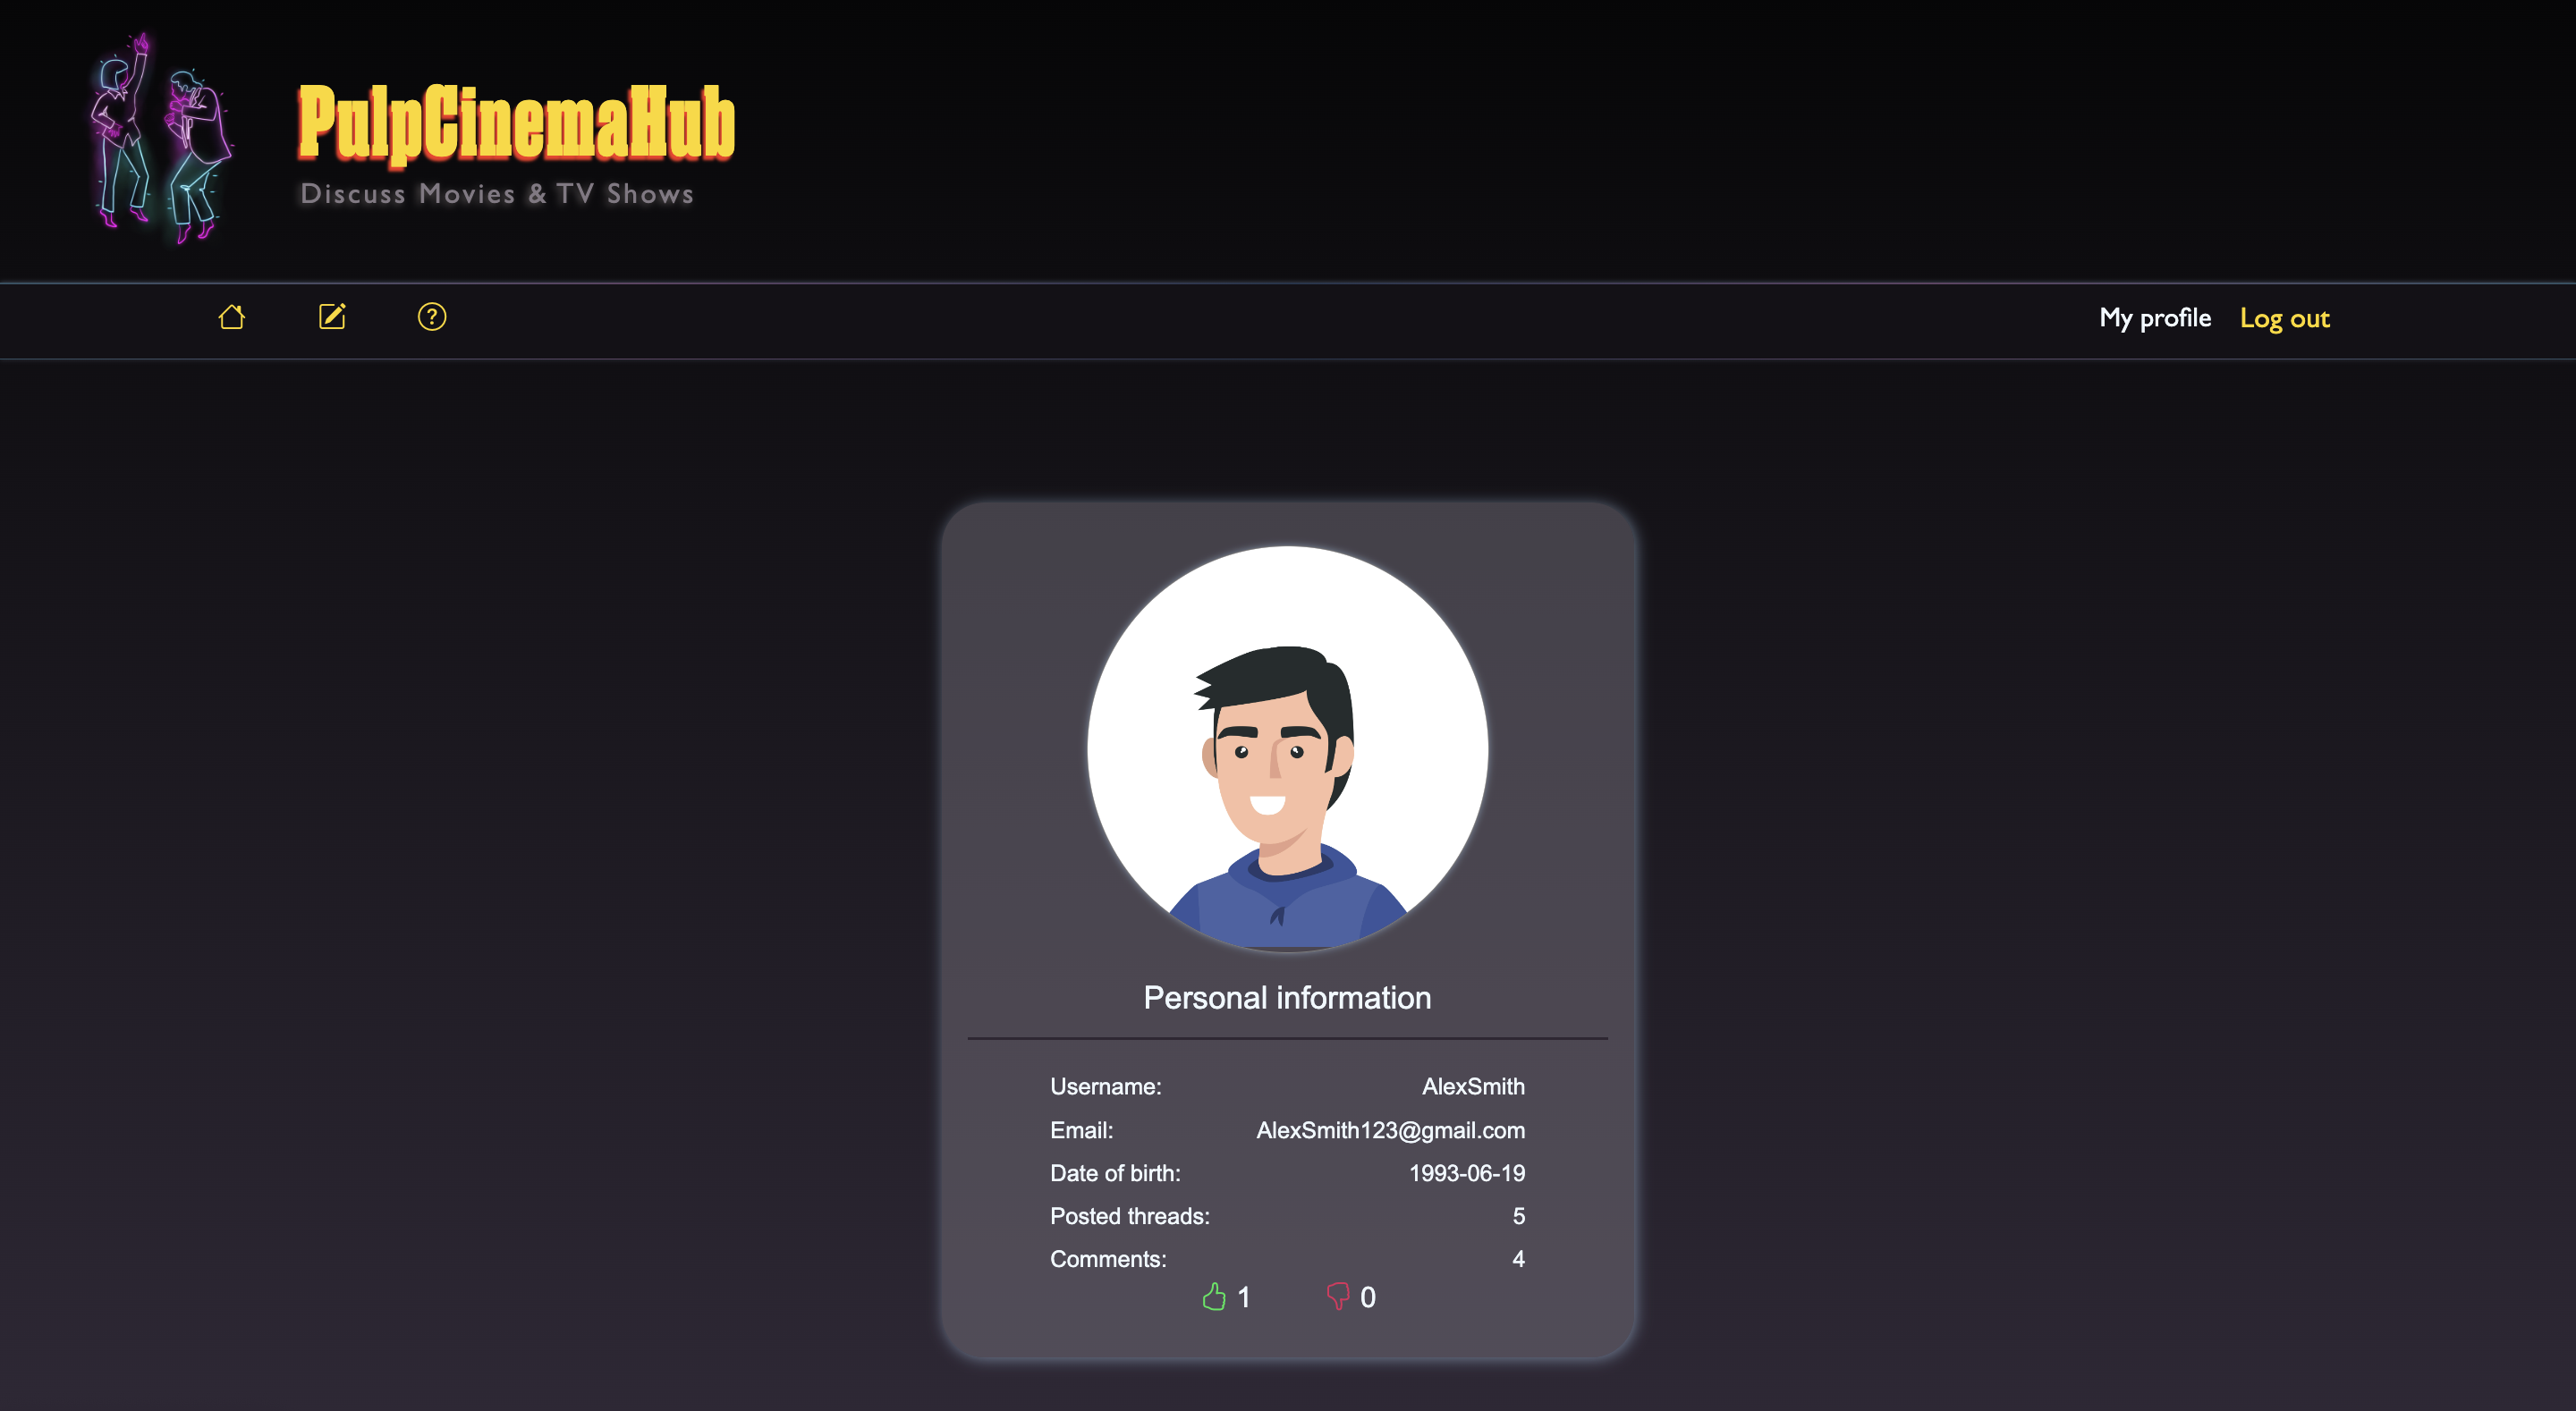 PulpCinemaHub
Discuss Movies & TV Shows
My profile Log out
Personal information
Username: AlexSmith
Email: AlexSmith123@gmail.com
Date of birth: 1993-06-19
Posted threads: 5
Comments: 4
1 0